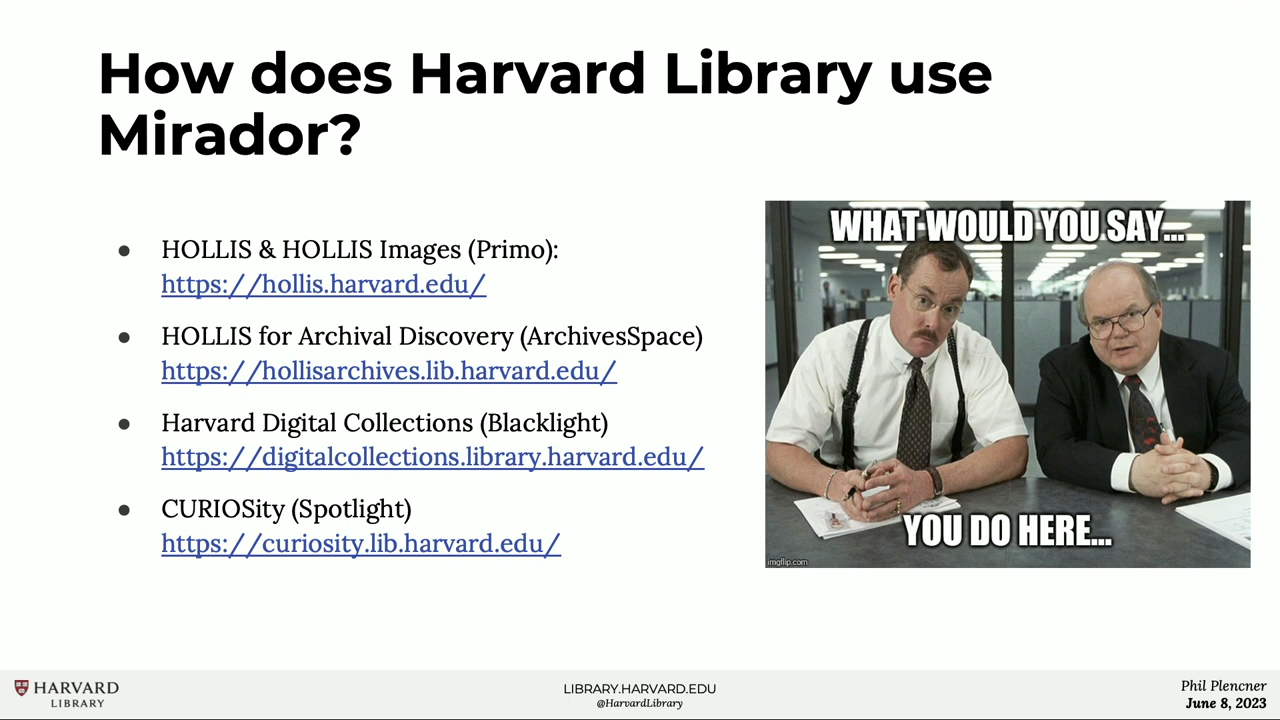 How does Harvard Library use
Mirador?
● HOLLIS & HOLLIS Images (Primo):
https://hollis.harvard.edu/
● HOLLIS for Archival Discovery (ArchivesSpace)
https://hollisarchives.lib.harvard.edu/
● Harvard Digital Collections (Blacklight)
https://digitalcollections.library.harvard.edu/
● CURIOSity (Spotlight)
https://curiosity.lib.harvard.edu/
WHAT WOULD YOU SAY...
YOU DO HERE...
imgflip.com
HARVARD
LIBRARY
LIBRARY.HARVARD.EDU
@HarvardLibrary
Phil Plencner
June 8, 2023